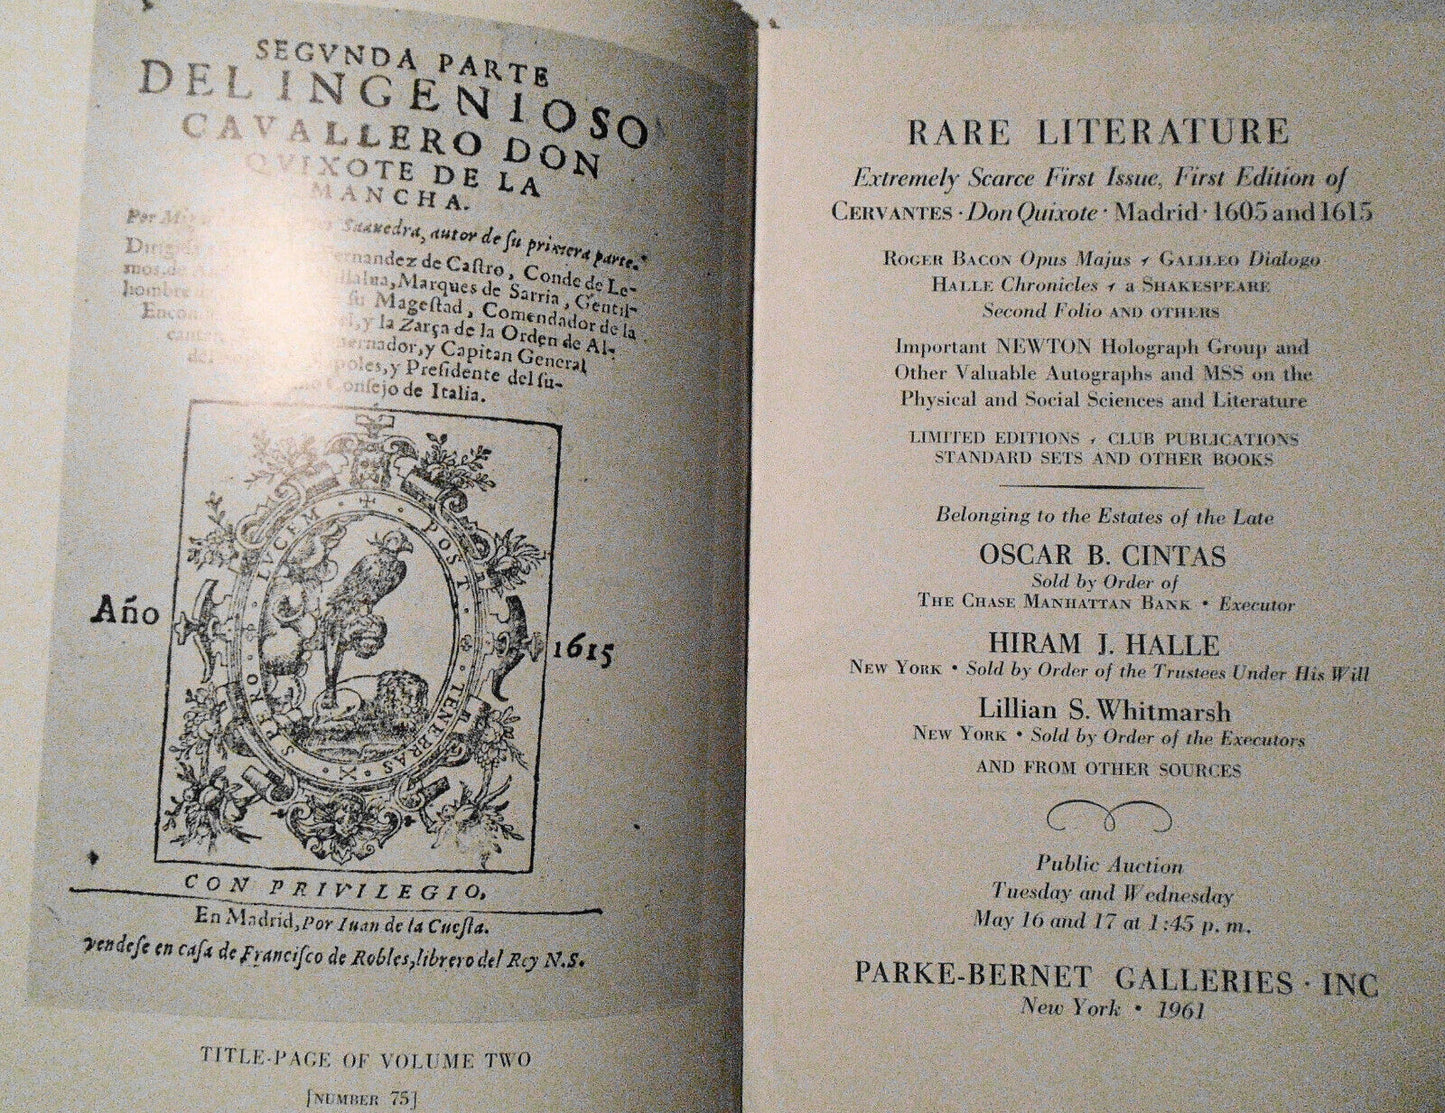 SEGVNDA PARTE
DEL INGENIOSO
CAVALLERO DON
QVIXOTE DE LA
MANCHA.
Por Saauedra, autor de ſu primera parte.
Fernandez de Caſtro, Conde de Le-
mos, de Marques de Sarria, Gentil-
hombre ſu Mageſtad, Comendador de la
y la Zarça de la Orden de Al-
y Capitan General
y Preſidente del ſu-
Conſejo de Italia.
SPERO LVCEM POST TENEBRAS
Año
1615
CON PRIVILEGIO,
En Madrid, Por Iuan de la Cueſta.
vendeſe en caſa de Franciſco de Robles, librero del Rey N.S.
TITLE-PAGE OF VOLUME TWO
[NUMBER 75]
RARE LITERATURE
Extremely Scarce First Issue, First Edition of
CERVANTES · Don Quixote · Madrid · 1605 and 1615
ROGER BACON Opus Majus · GALILEO Dialogo
HALLE Chronicles · a SHAKESPEARE
Second Folio AND OTHERS
Important NEWTON Holograph Group and
Other Valuable Autographs and MSS on the
Physical and Social Sciences and Literature
LIMITED EDITIONS · CLUB PUBLICATIONS
STANDARD SETS AND OTHER BOOKS
Belonging to the Estates of the Late
OSCAR B. CINTAS
Sold by Order of
THE CHASE MANHATTAN BANK • Executor
HIRAM J. HALLE
NEW YORK • Sold by Order of the Trustees Under His Will
Lillian S. Whitmarsh
NEW YORK • Sold by Order of the Executors
AND FROM OTHER SOURCES
Public Auction
Tuesday and Wednesday
May 16 and 17 at 1:45 p. m.
PARKE-BERNET GALLERIES · INC
New York • 1961